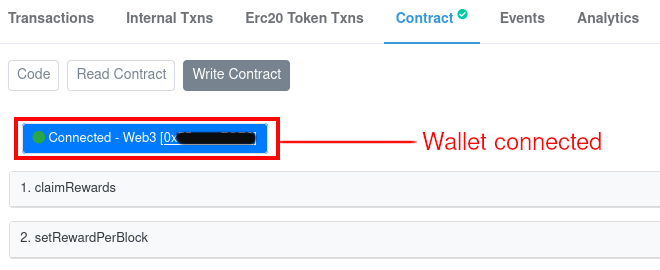 Transactions Internal Txns Erc20 Token Txns Contract Events Analytics
Code Read Contract Write Contract
Connected - Web3 [0x
Wallet connected
1. claimRewards
2. setRewardPerBlock